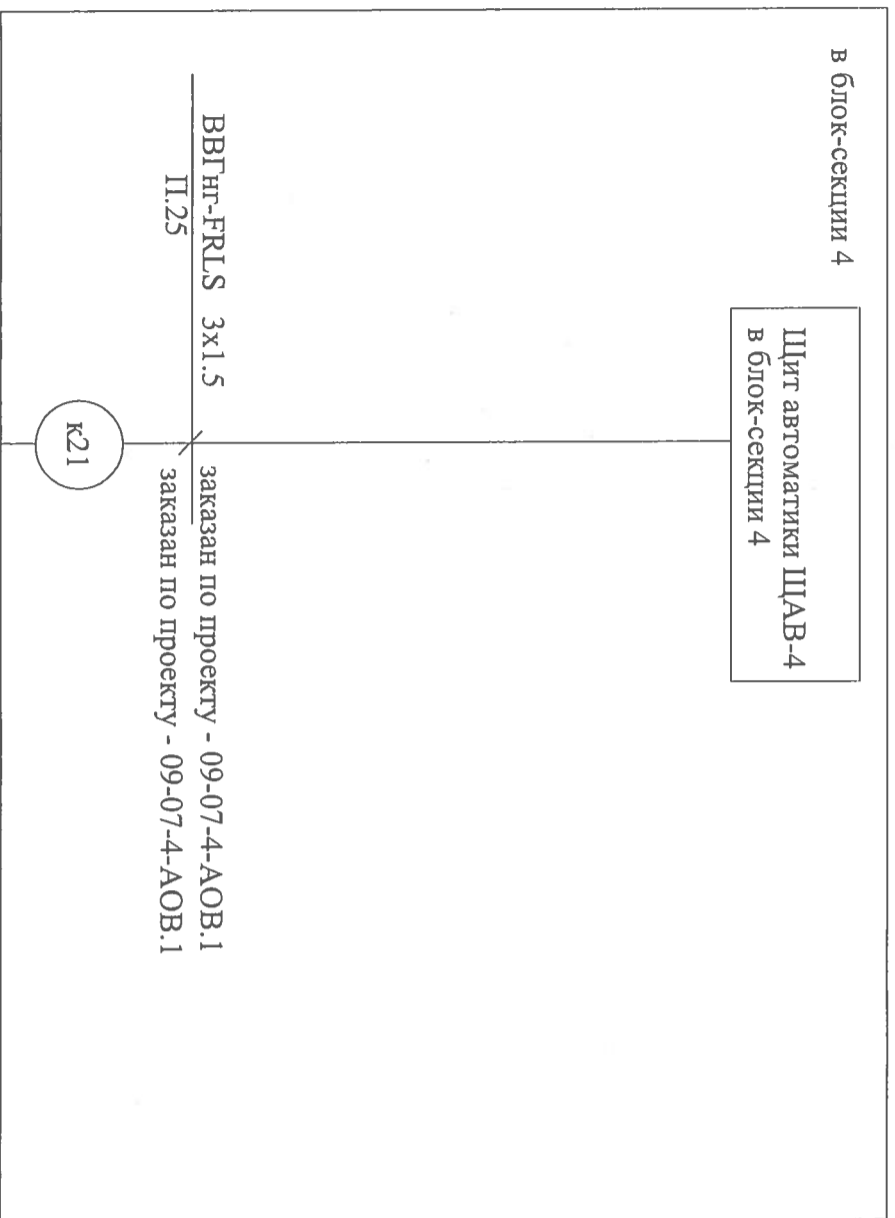 в блок-секции 4
Щит автоматики ЩАВ-4
в блок-секции 4
ВВГнг-FRLS 3х1.5
П.25
заказан по проекту - 09-07-4-АОВ.1
заказан по проекту - 09-07-4-АОВ.1
к21